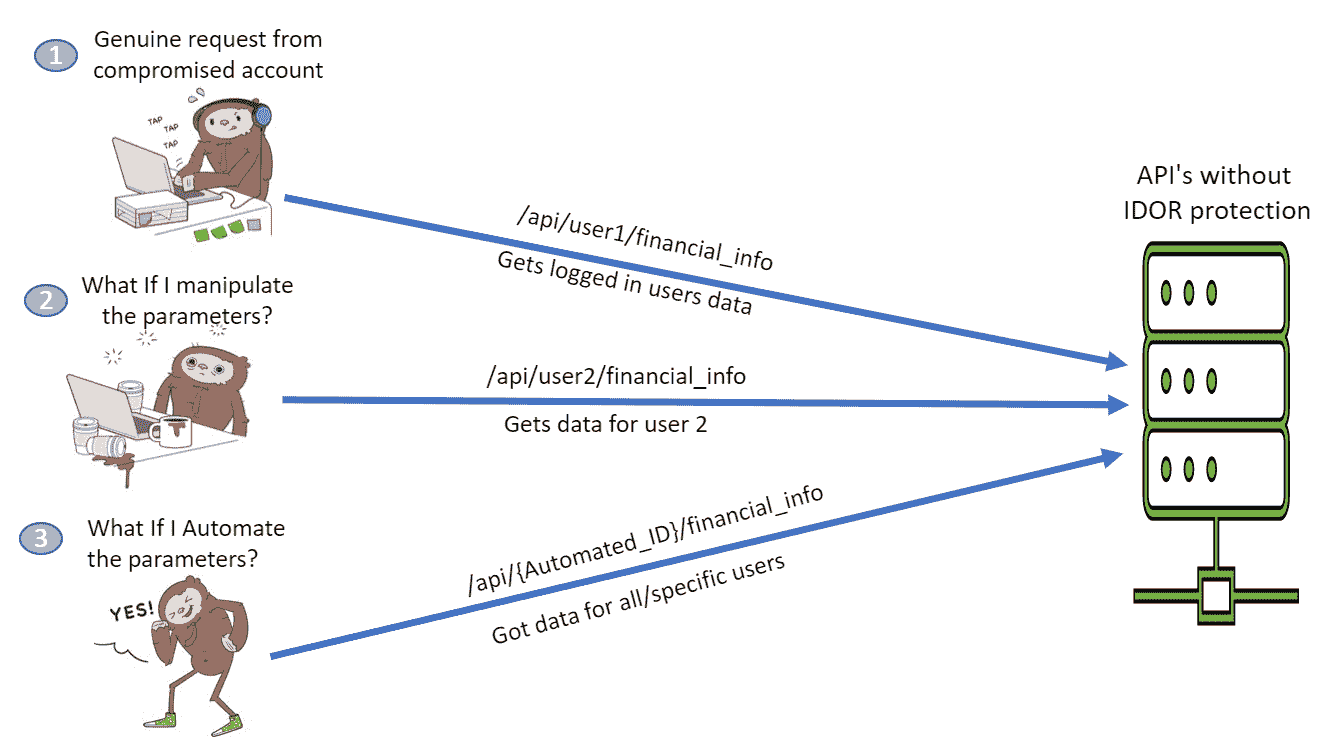 1
Genuine request from
compromised account
TAP
TAP
TAP
/api/user1/financial_info
Gets logged in users data
API's without
IDOR protection
2
What If I manipulate
the parameters?
/api/user2/financial_info
Gets data for user 2
3
What If I Automate
the parameters?
YES!
/api/{Automated_ID}/financial_info
Got data for all/specific users